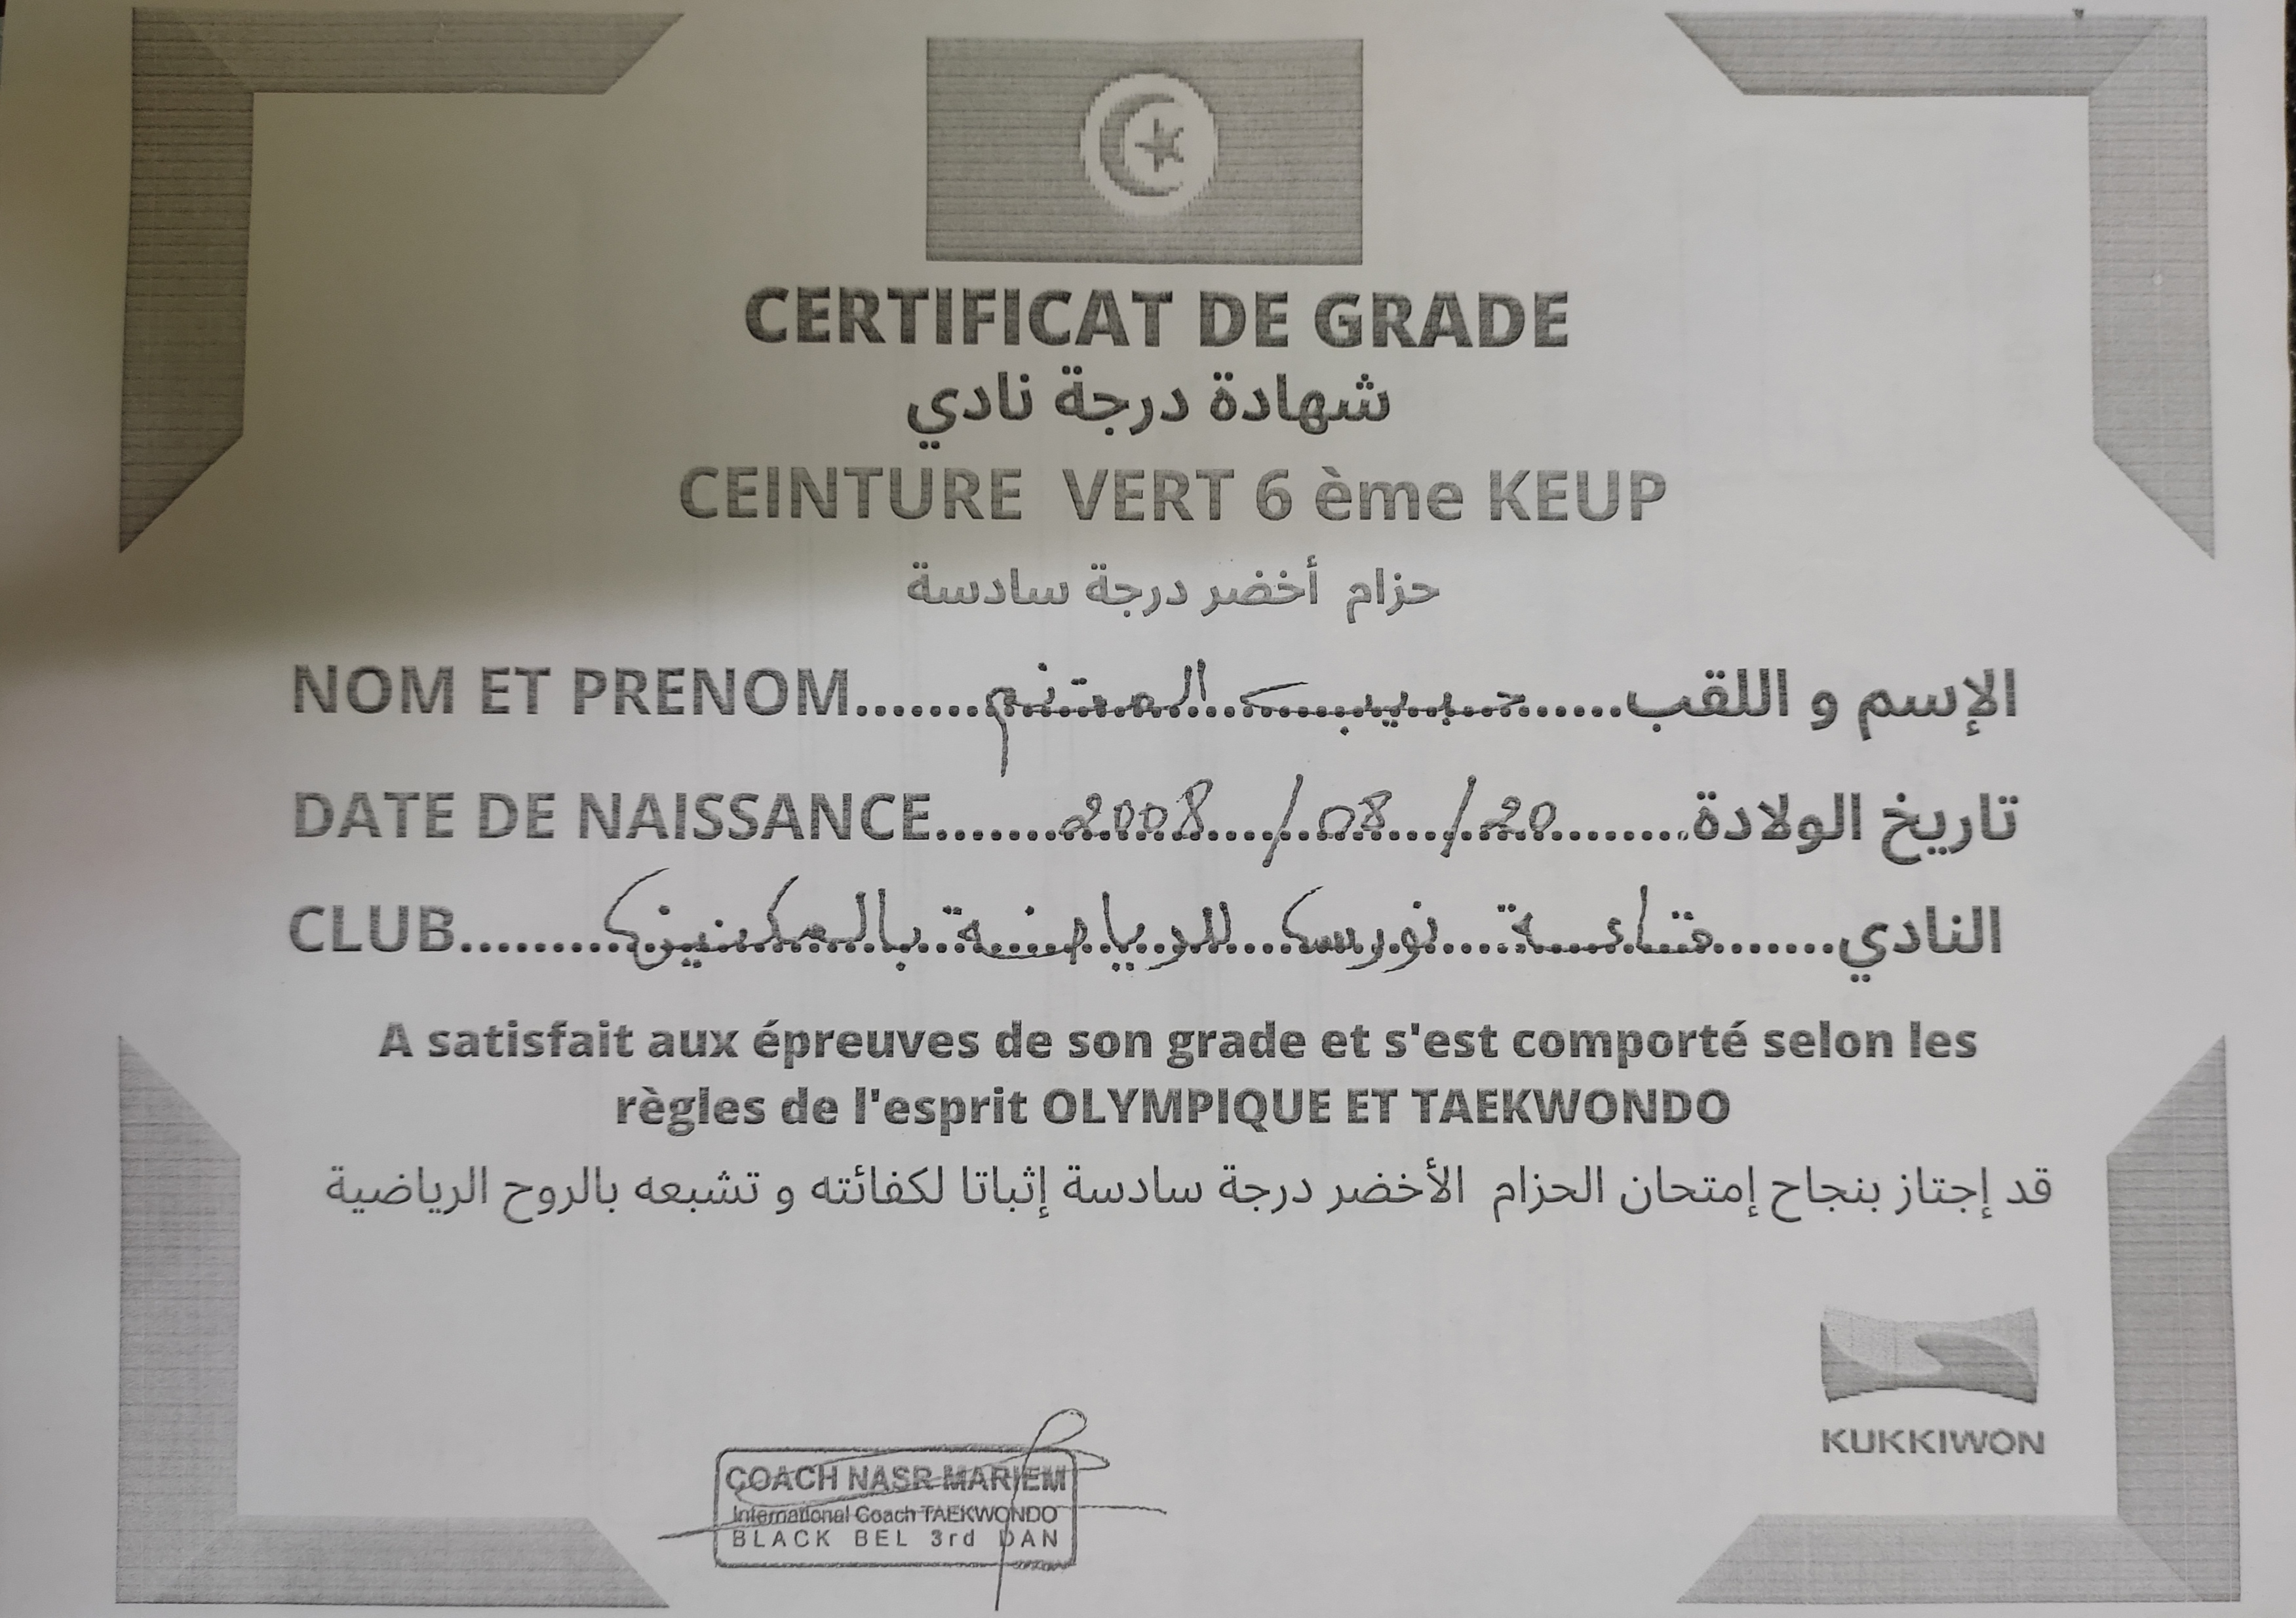 CERTIFICAT DE GRADE
شهادة درجة نادي
CEINTURE VERT 6 ème KEUP
حزام أخضر درجة سادسة
NOM ET PRENOM.......حبيب المتنم.......الإسم و اللقب
DATE DE NAISSANCE.......2008/08/20.......تاريخ الولادة
CLUB.......قاعة نورس للرياضة بالمكنين.......النادي
A satisfait aux épreuves de son grade et s'est comporté selon les
règles de l'esprit OLYMPIQUE ET TAEKWONDO
قد إجتاز بنجاح إمتحان الحزام الأخضر درجة سادسة إثباتا لكفائته و تشبعه بالروح الرياضية
KUKKIWON
COACH NASR MARIEM
International Coach TAEKWONDO
BLACK BEL 3rd DAN